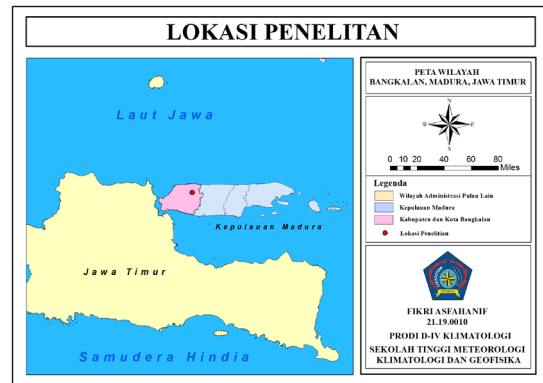 LOKASI PENELITAN
Laut Jawa
Kepulauan Madura
Jawa Timur
Samudera Hindia
PETA WILAYAH
BANGKALAN, MADURA, JAWA TIMUR
N
W
E
S
0 10 20 40 60 80
Miles
Legenda
Wilayah Administrasi Pulau Lain
Kepulauan Madura
Kabupaten dan Kota Bangkalan
Lokasi Penelitian
FIKRI ASFAHANIF
21.19.0010
PRODI D-IV KLIMATOLOGI
SEKOLAH TINGGI METEOROLOGI
KLIMATOLOGI DAN GEOFISIKA